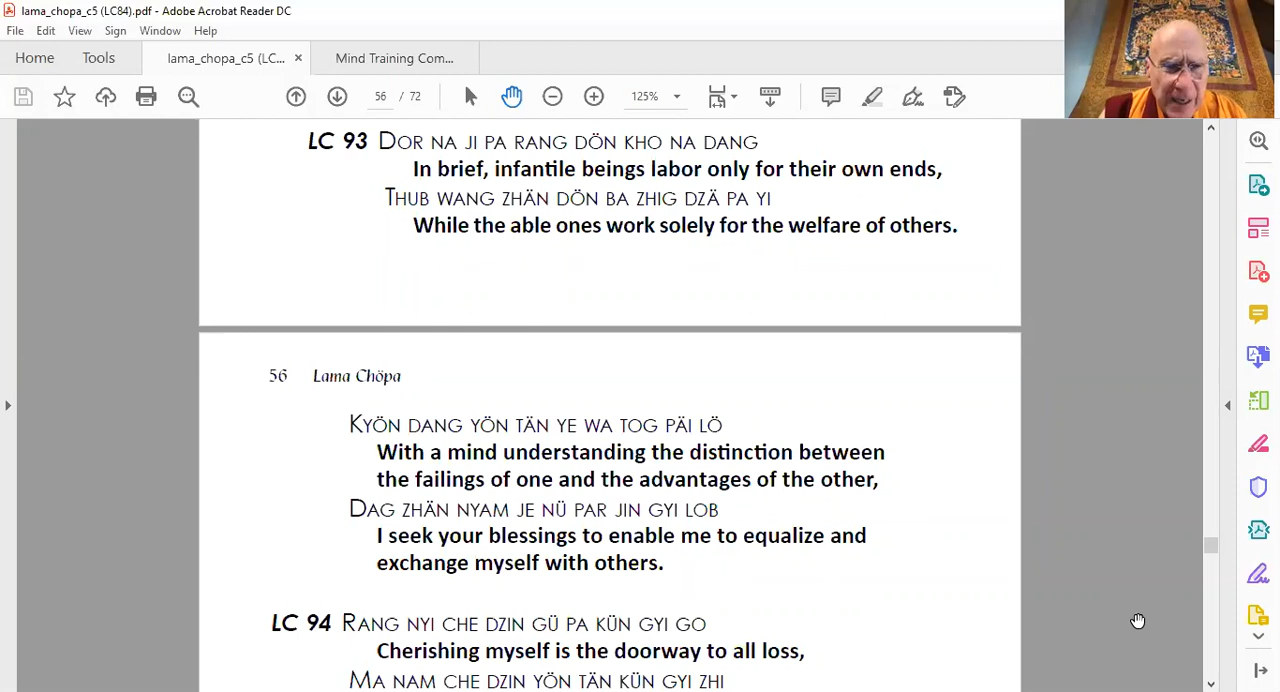 lama_chopa_c5 (LC84).pdf - Adobe Acrobat Reader DC
File Edit View Sign Window Help
Home Tools lama_chopa_c5 (LC... × Mind Training Com...
56 / 72 125%
LC 93 DOR NA JI PA RANG DÖN KHO NA DANG
In brief, infantile beings labor only for their own ends,
THUB WANG ZHÄN DÖN BA ZHIG DZÄ PA YI
While the able ones work solely for the welfare of others.
56 Lama Chöpa
KYÖN DANG YÖN TÄN YE WA TOG PÄI LÖ
With a mind understanding the distinction between
the failings of one and the advantages of the other,
DAG ZHÄN NYAM JE NÜ PAR JIN GYI LOB
I seek your blessings to enable me to equalize and
exchange myself with others.
LC 94 RANG NYI CHE DZIN GÜ PA KÜN GYI GO
Cherishing myself is the doorway to all loss,
MA NAM CHE DZIN YÖN TÄN KÜN GYI ZHI